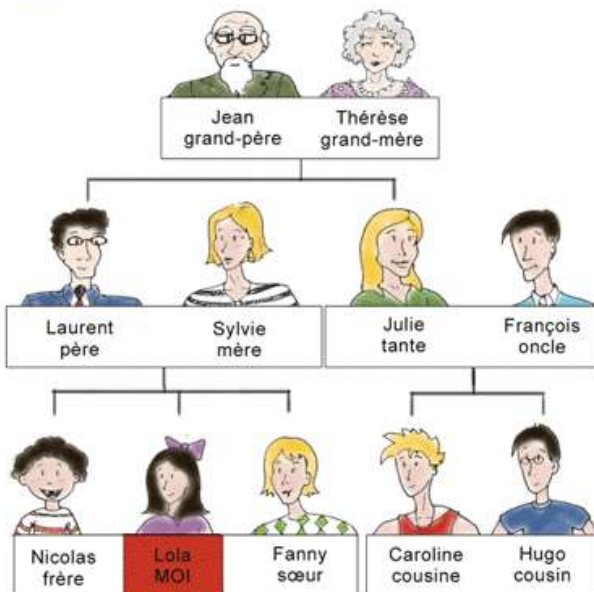 Jean Thérèse
grand-père grand-mère
Laurent Sylvie Julie François
père mère tante oncle
Nicolas Lola Fanny Caroline Hugo
frère MOI sœur cousine cousin